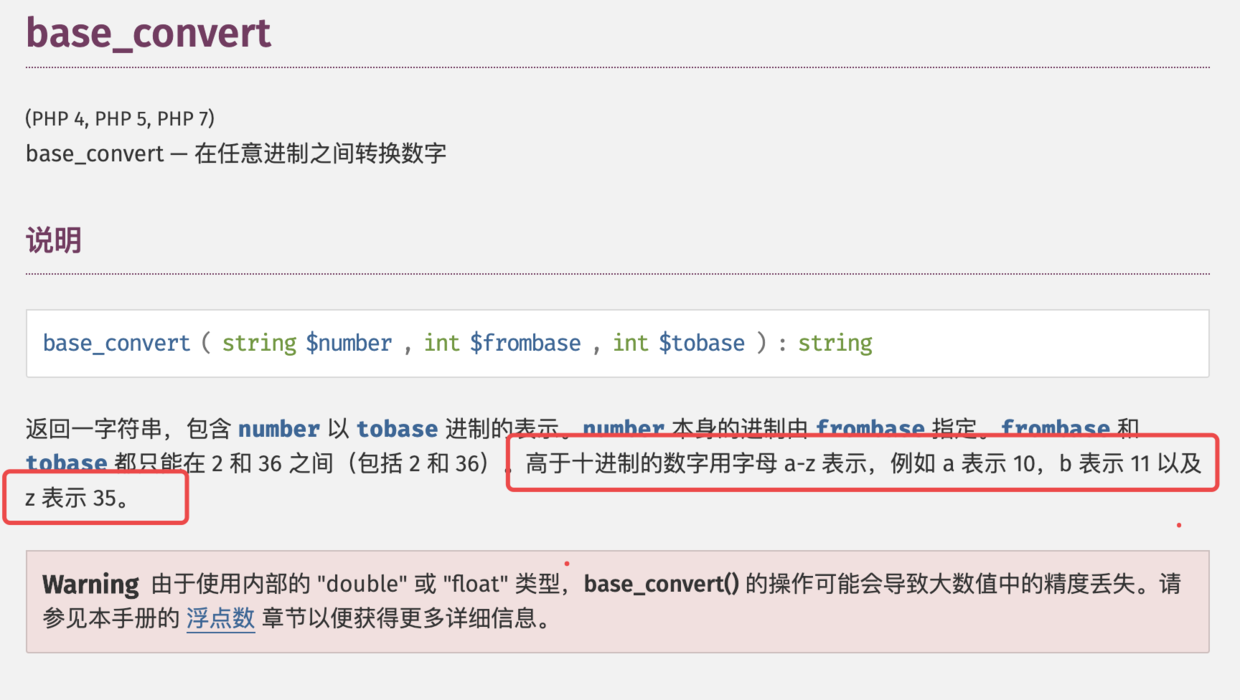 base_convert
(PHP 4, PHP 5, PHP 7)
base_convert — 在任意进制之间转换数字
说明
base_convert ( string $number , int $frombase , int $tobase ) : string
返回一字符串，包含 number 以 tobase 进制的表示。number 本身的进制由 frombase 指定。frombase 和
tobase 都只能在 2 和 36 之间（包括 2 和 36）。高于十进制的数字用字母 a-z 表示，例如 a 表示 10，b 表示 11 以及
z 表示 35。
Warning 由于使用内部的 "double" 或 "float" 类型，base_convert() 的操作可能会导致大数值中的精度丢失。请
参见本手册的 浮点数 章节以便获得更多详细信息。